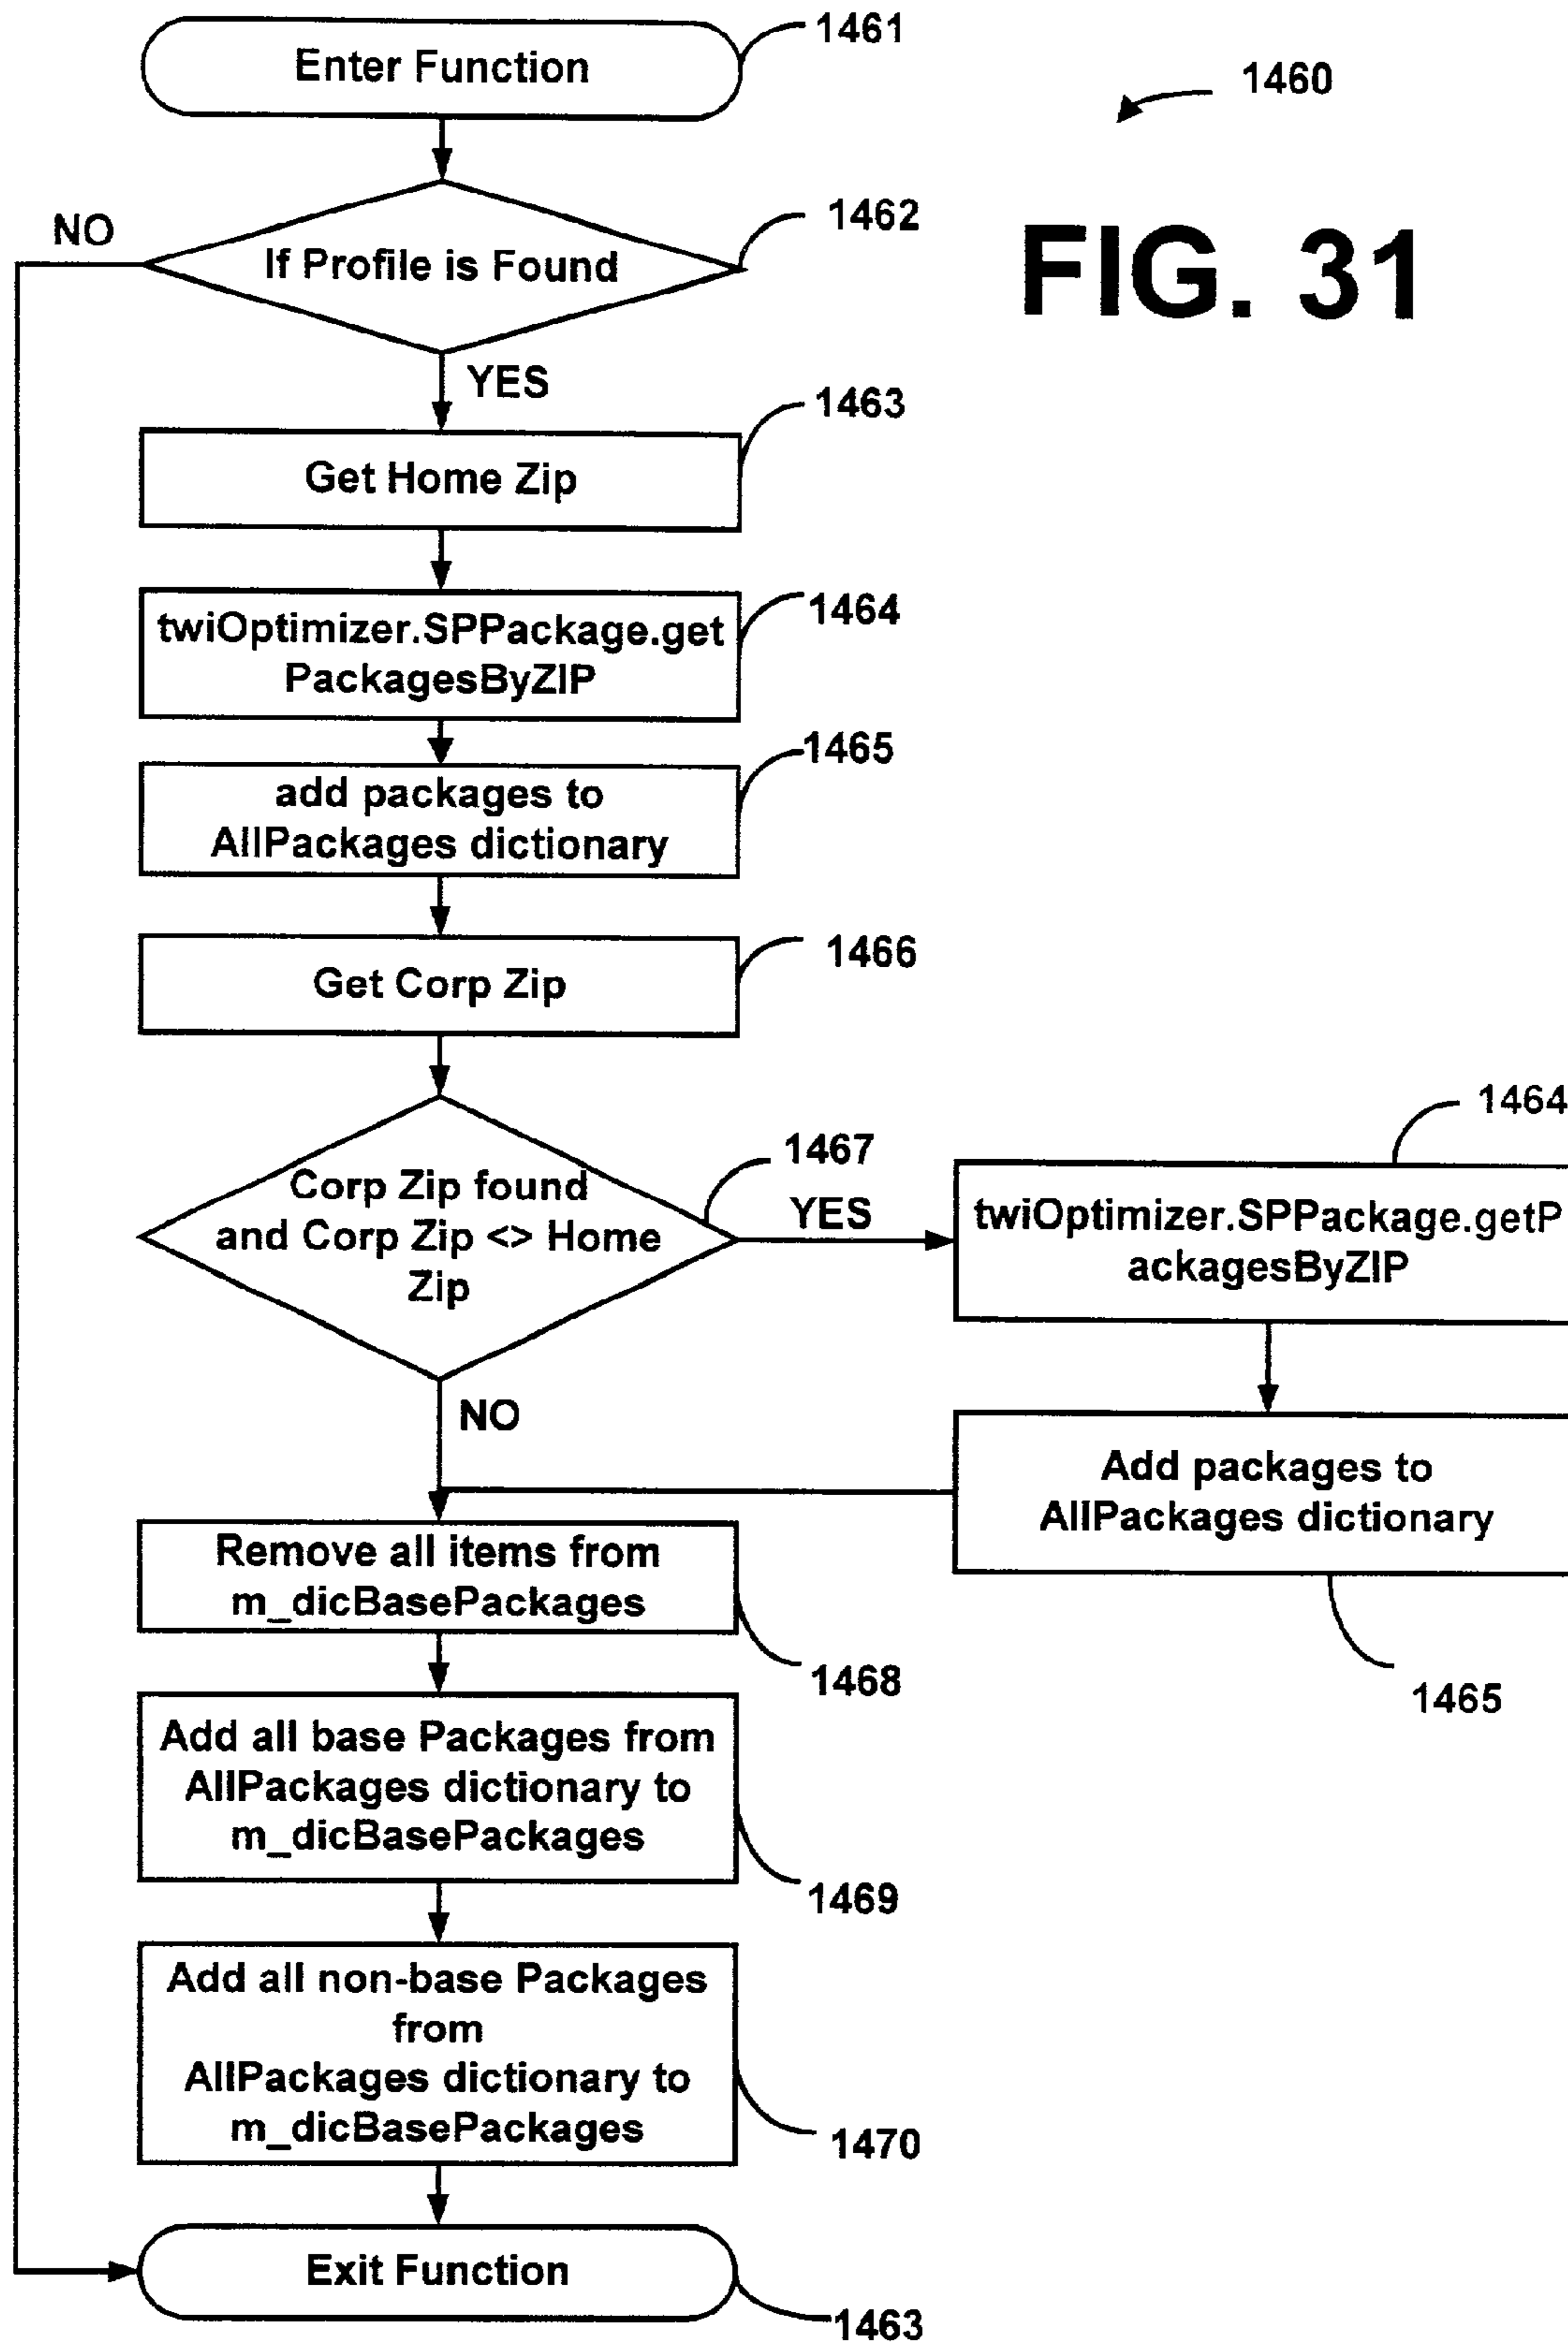 Enter Function
1461
1460
FIG. 31
NO
If Profile is Found
1462
YES
1463
Get Home Zip
twiOptimizer.SPPackage.get
PackagesByZIP
1464
add packages to
AllPackages dictionary
1465
Get Corp Zip
1466
Corp Zip found
and Corp Zip <> Home
Zip
1467
YES
1464
twiOptimizer.SPPackage.getP
ackagesByZIP
NO
Add packages to
AllPackages dictionary
1465
Remove all items from
m_dicBasePackages
1468
Add all base Packages from
AllPackages dictionary to
m_dicBasePackages
1469
Add all non-base Packages
from
AllPackages dictionary to
m_dicBasePackages
1470
Exit Function
1463